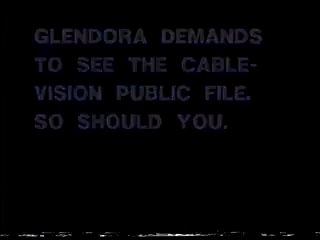 GLENDORA DEMANDS
TO SEE THE CABLE-
VISION PUBLIC FILE.
SO SHOULD YOU.